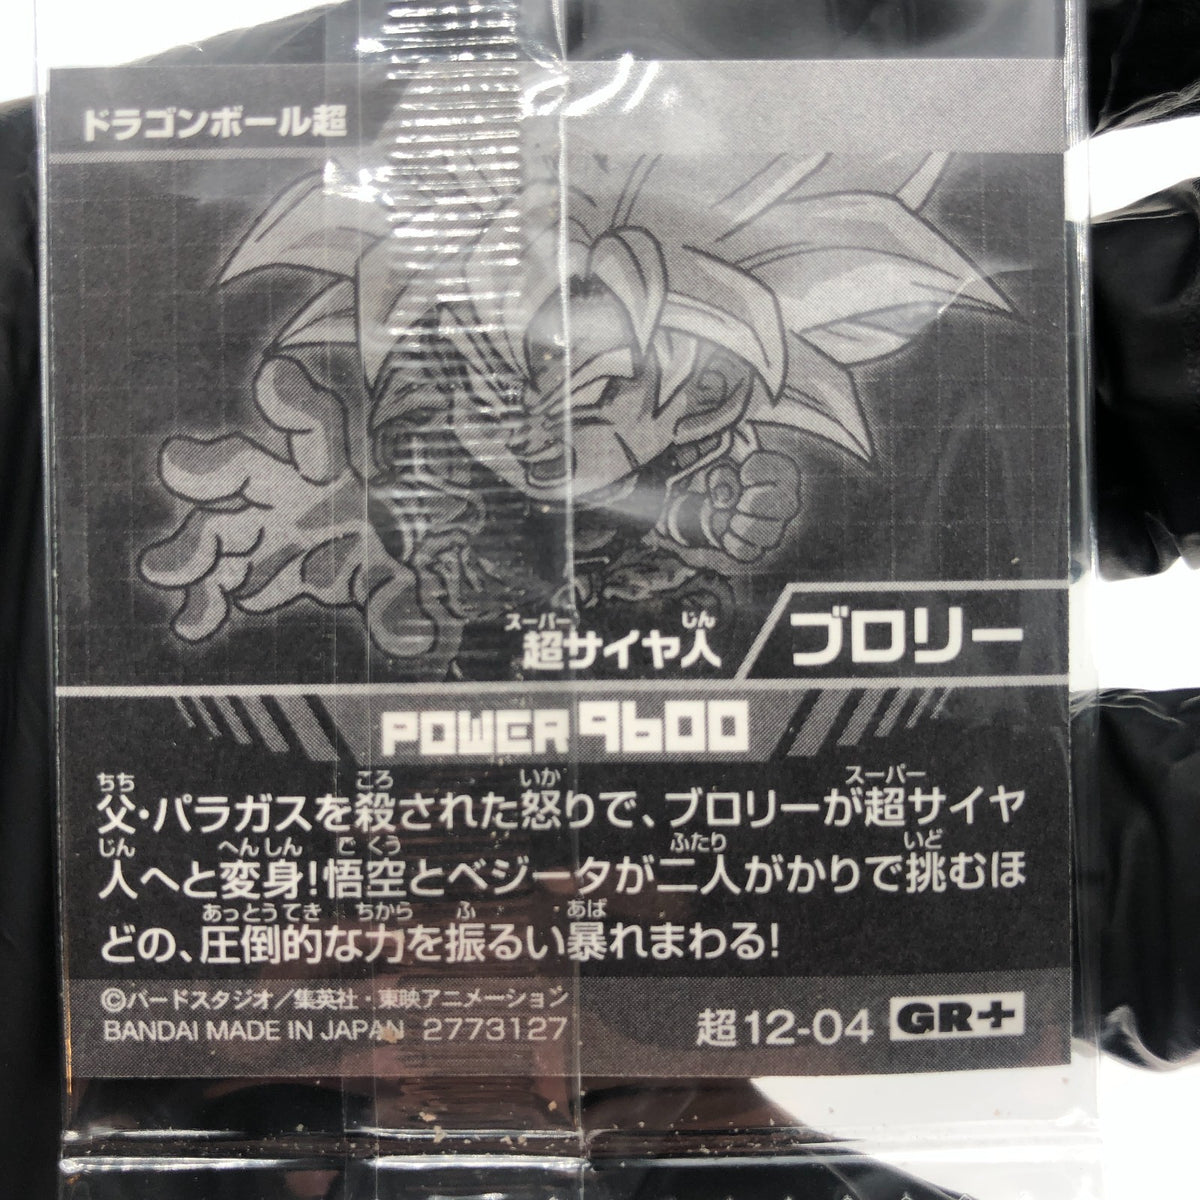 ドラゴンボール超
スーパー じん
超サイヤ人
ブロリー
POWER 9600
ちち ころ いか スーパー
父・パラガスを殺された怒りで、ブロリーが超サイヤ
じん へんしん ごくう ふたり いど
人へと変身!悟空とベジータが二人がかりで挑むほ
あっとうてき ちから ふ あば
どの、圧倒的な力を振るい暴れまわる!
©バードスタジオ/集英社・東映アニメーション
BANDAI MADE IN JAPAN 2773127
超12-04 GR+